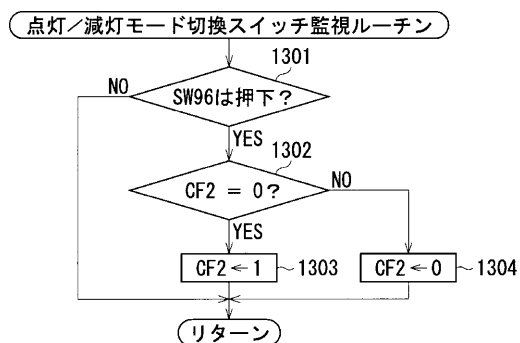 点灯／減灯モード切換スイッチ監視ルーチン
1301
SW96は押下？
NO
YES
1302
CF2 = 0？
NO
YES
CF2←1
1303
CF2←0
1304
リターン